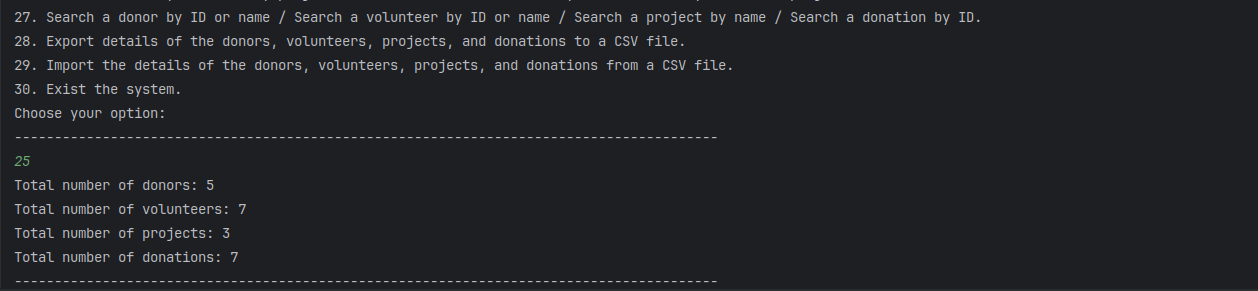 27. Search a donor by ID or name / Search a volunteer by ID or name / Search a project by name / Search a donation by ID.
28. Export details of the donors, volunteers, projects, and donations to a CSV file.
29. Import the details of the donors, volunteers, projects, and donations from a CSV file.
30. Exist the system.
Choose your option:
----------------------------------------------------------------------------------------
25
Total number of donors: 5
Total number of volunteers: 7
Total number of projects: 3
Total number of donations: 7
----------------------------------------------------------------------------------------